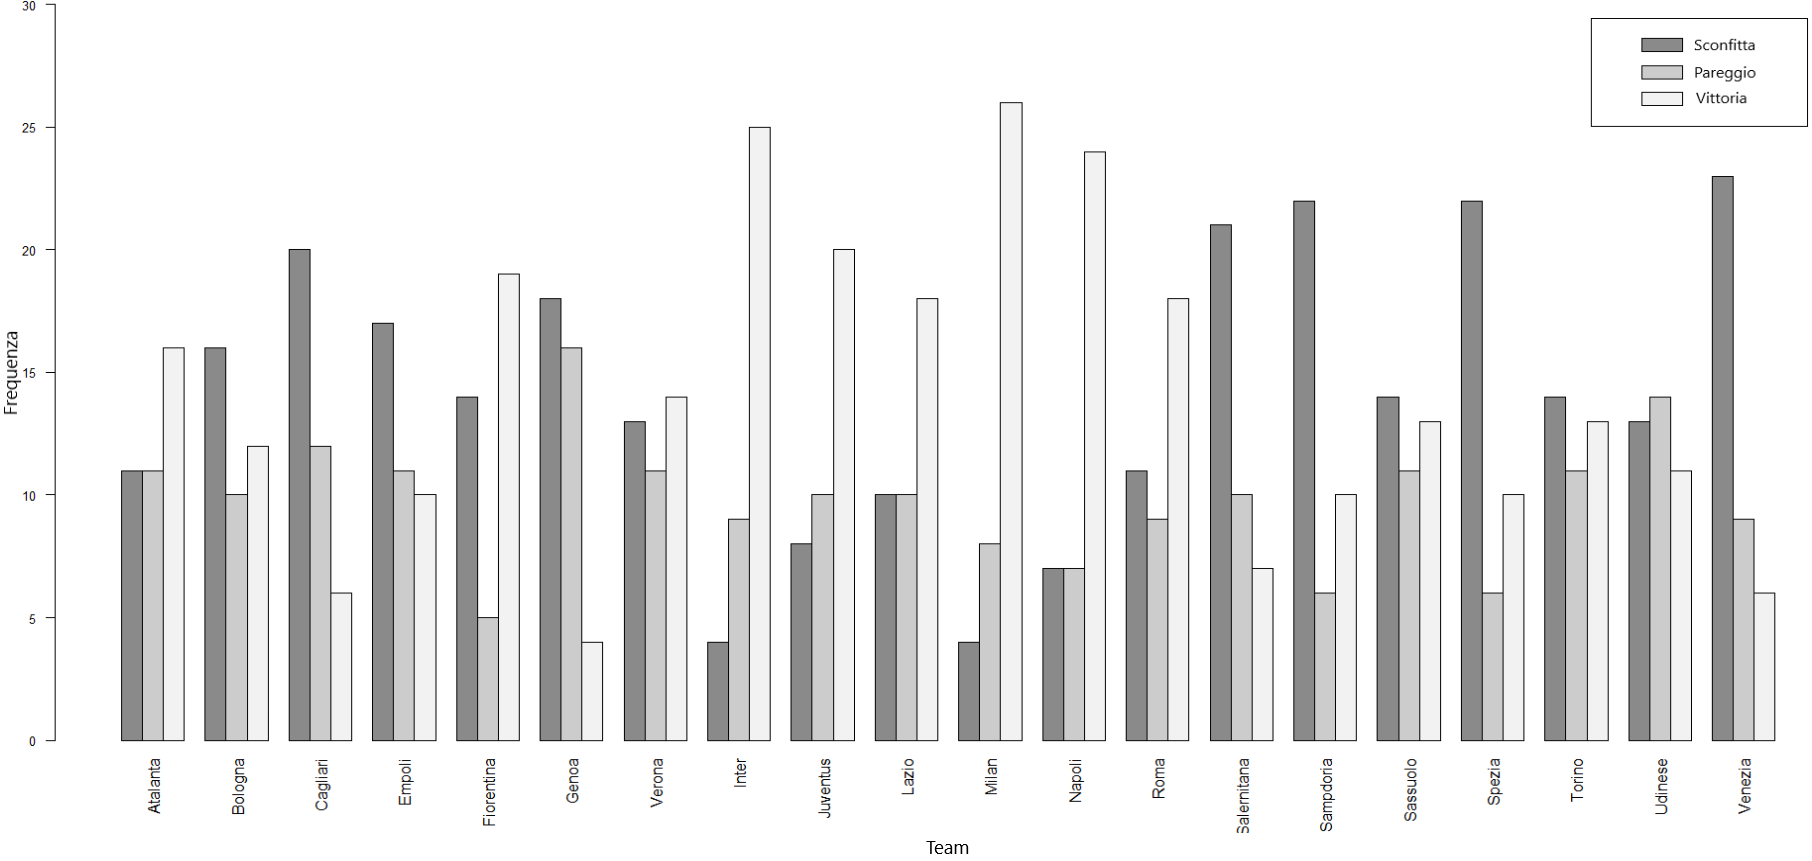 30
25
20
15
10
5
0
Frequenza
Sconfitta
Pareggio
Vittoria
Atalanta
Bologna
Cagliari
Empoli
Fiorentina
Genoa
Verona
Inter
Juventus
Lazio
Milan
Napoli
Roma
Salernitana
Sampdoria
Sassuolo
Spezia
Torino
Udinese
Venezia
Team